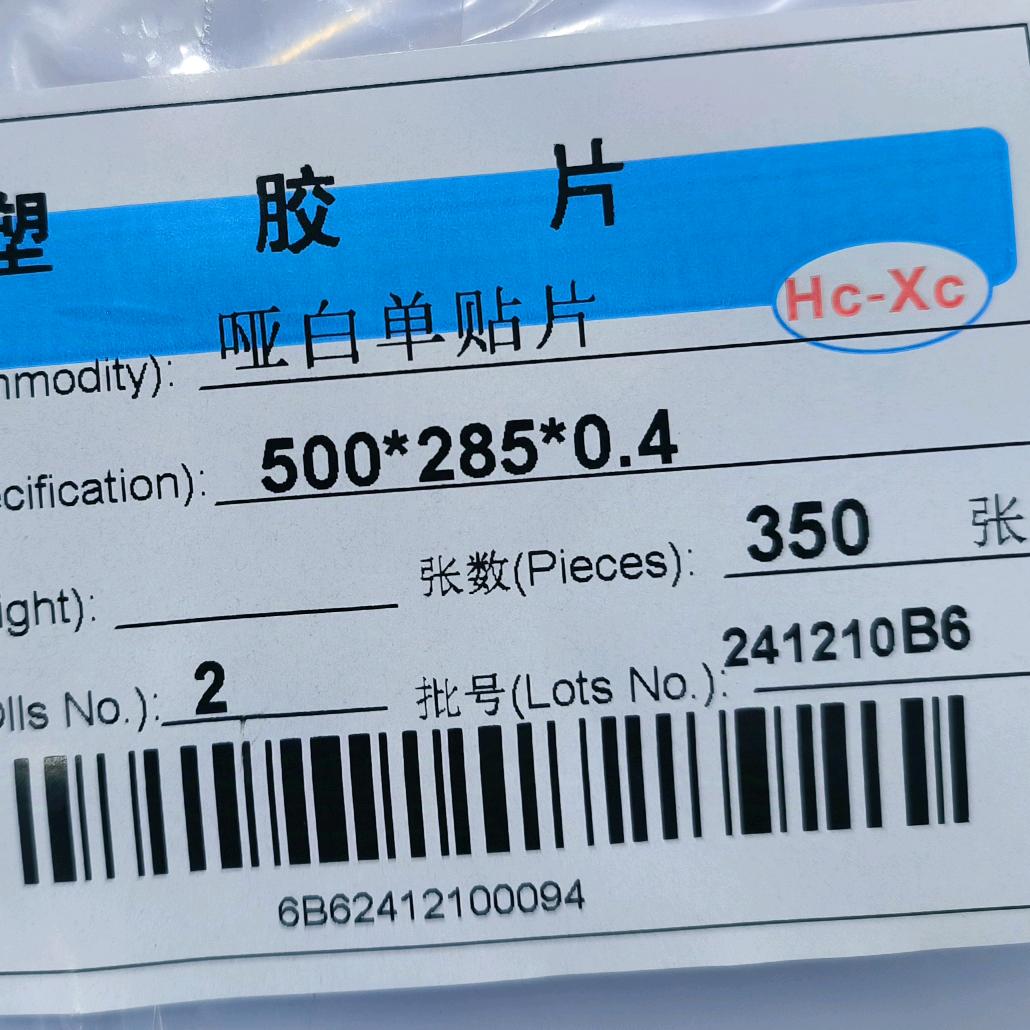 塑胶片
Hc-Xc
mmodity): 哑白单贴片
cification): 500*285*0.4
ight): 张数(Pieces): 350 张
lls No.): 2 批号(Lots No.): 241210B6
6B62412100094